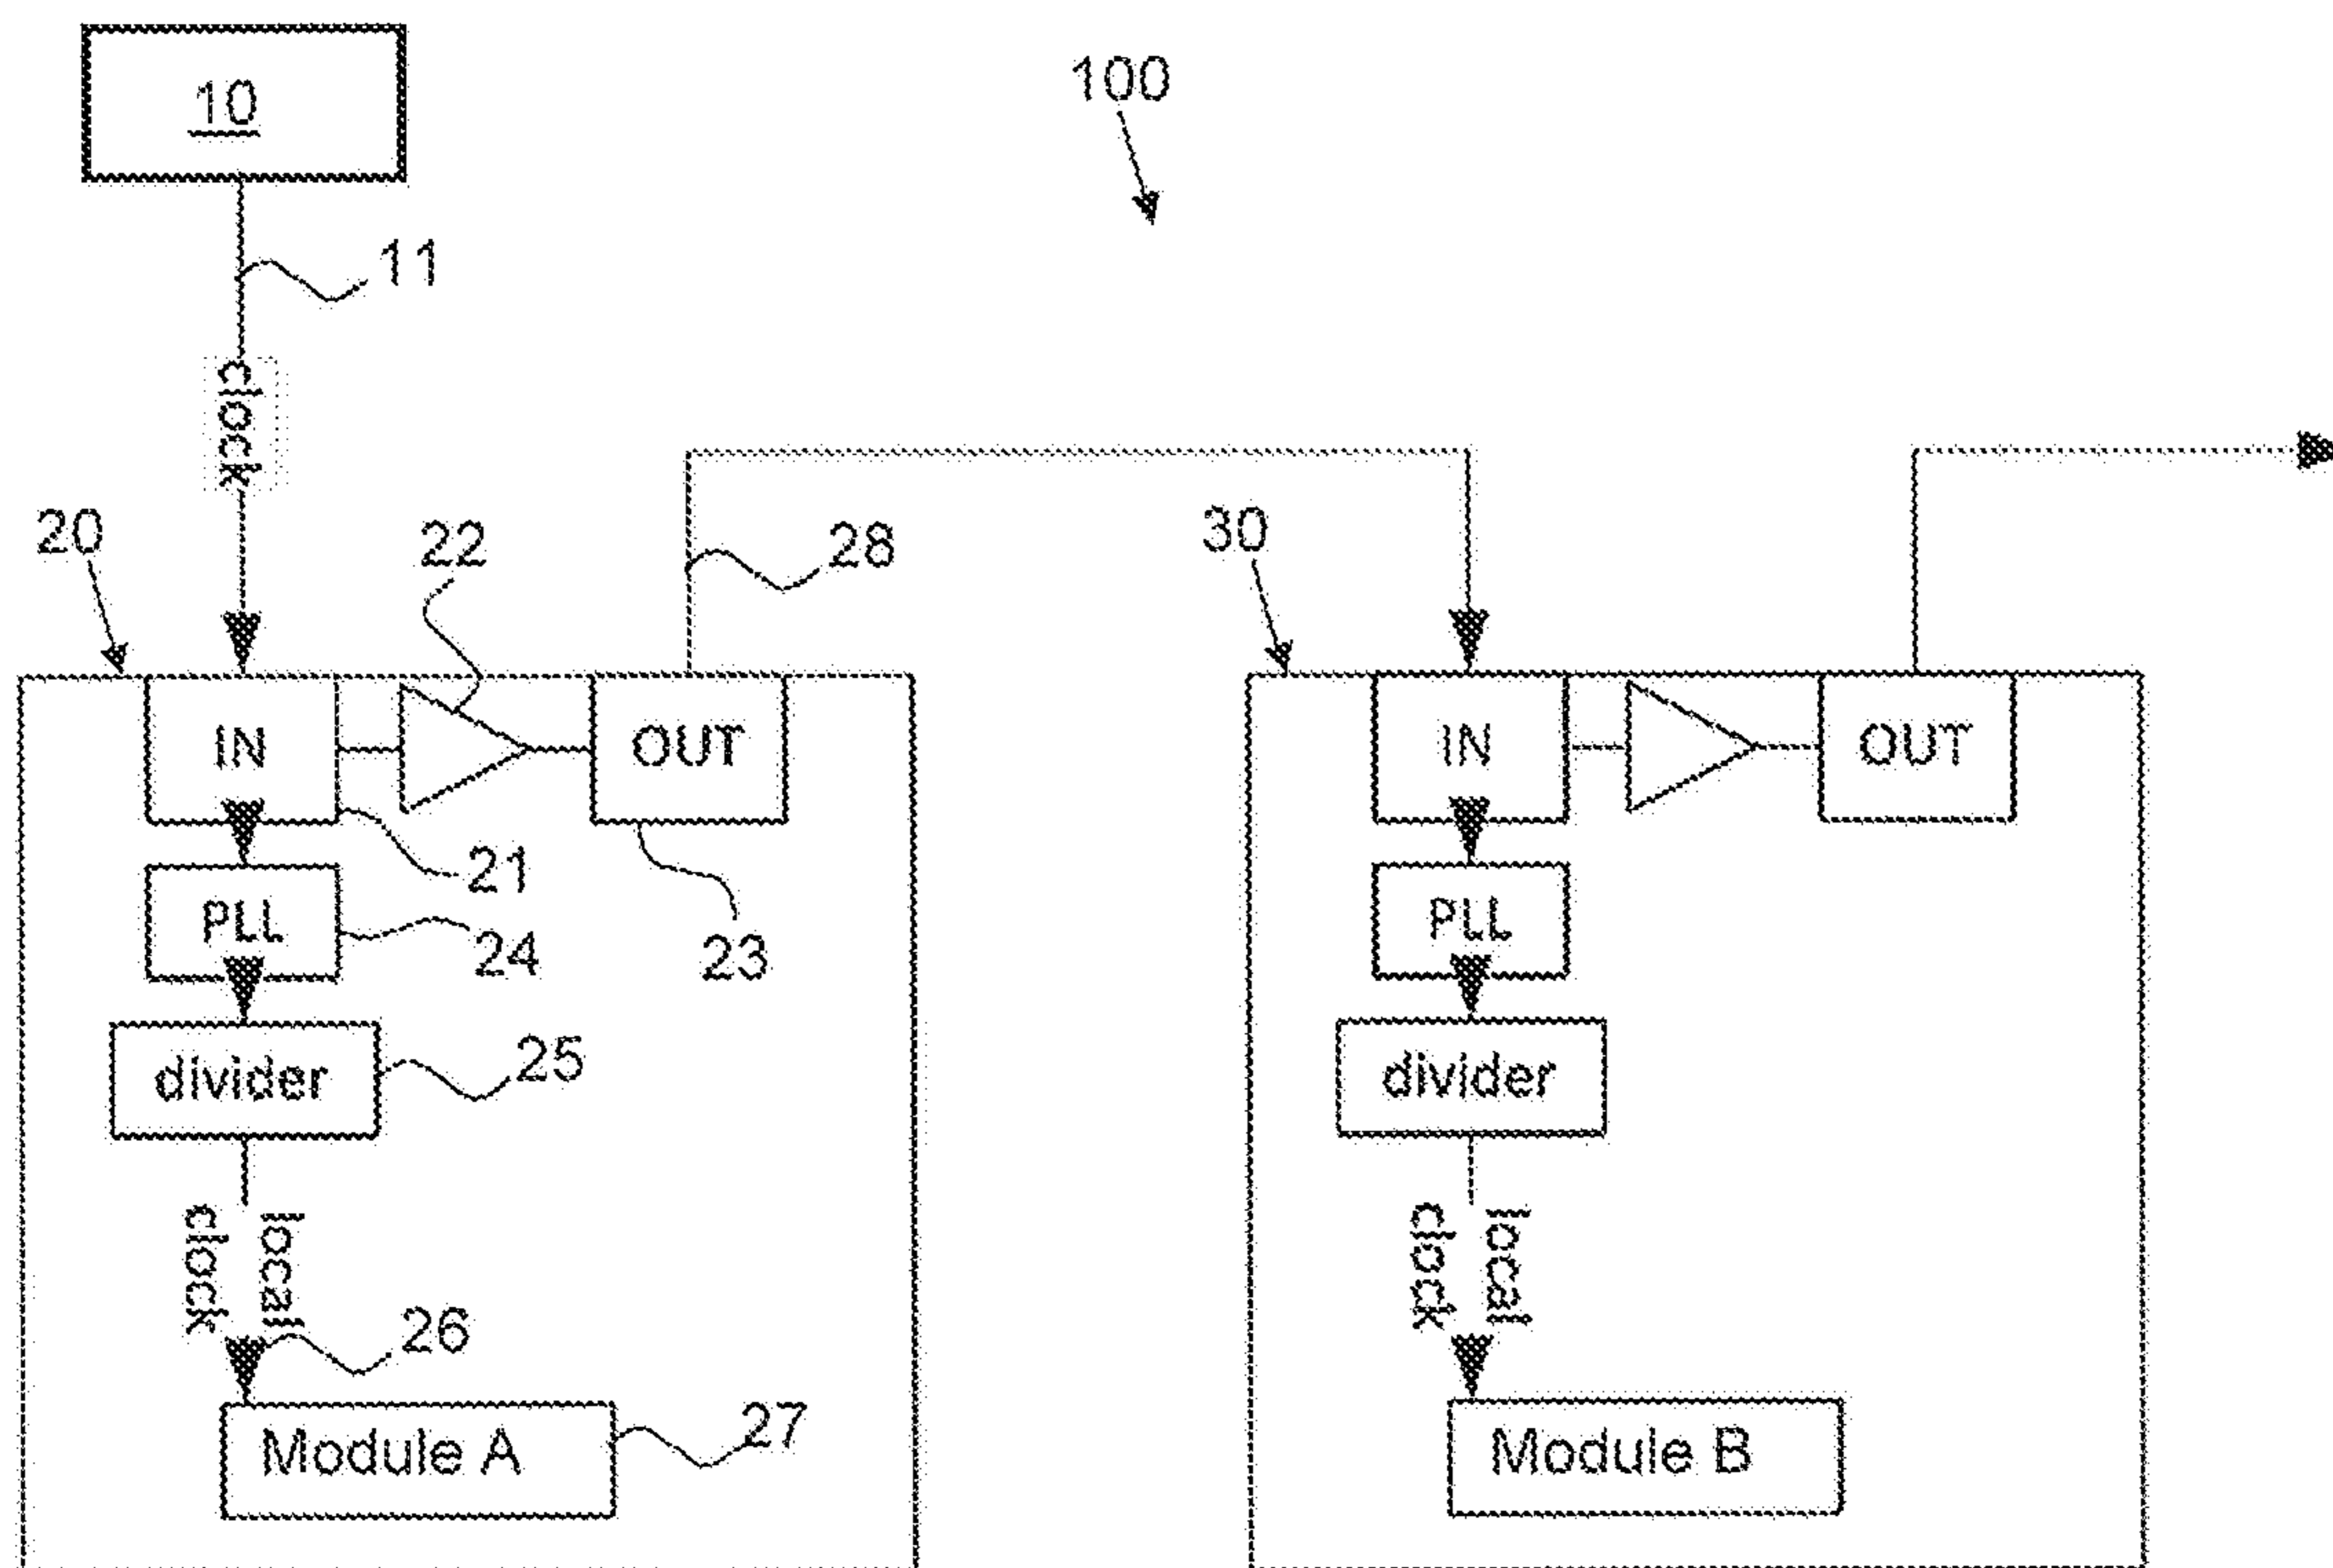 10
100
11
clock
20
22
28
30
IN
OUT
IN
OUT
21
PLL
24
23
PLL
divider
25
divider
local
clock
local
clock
26
Module A
27
Module B